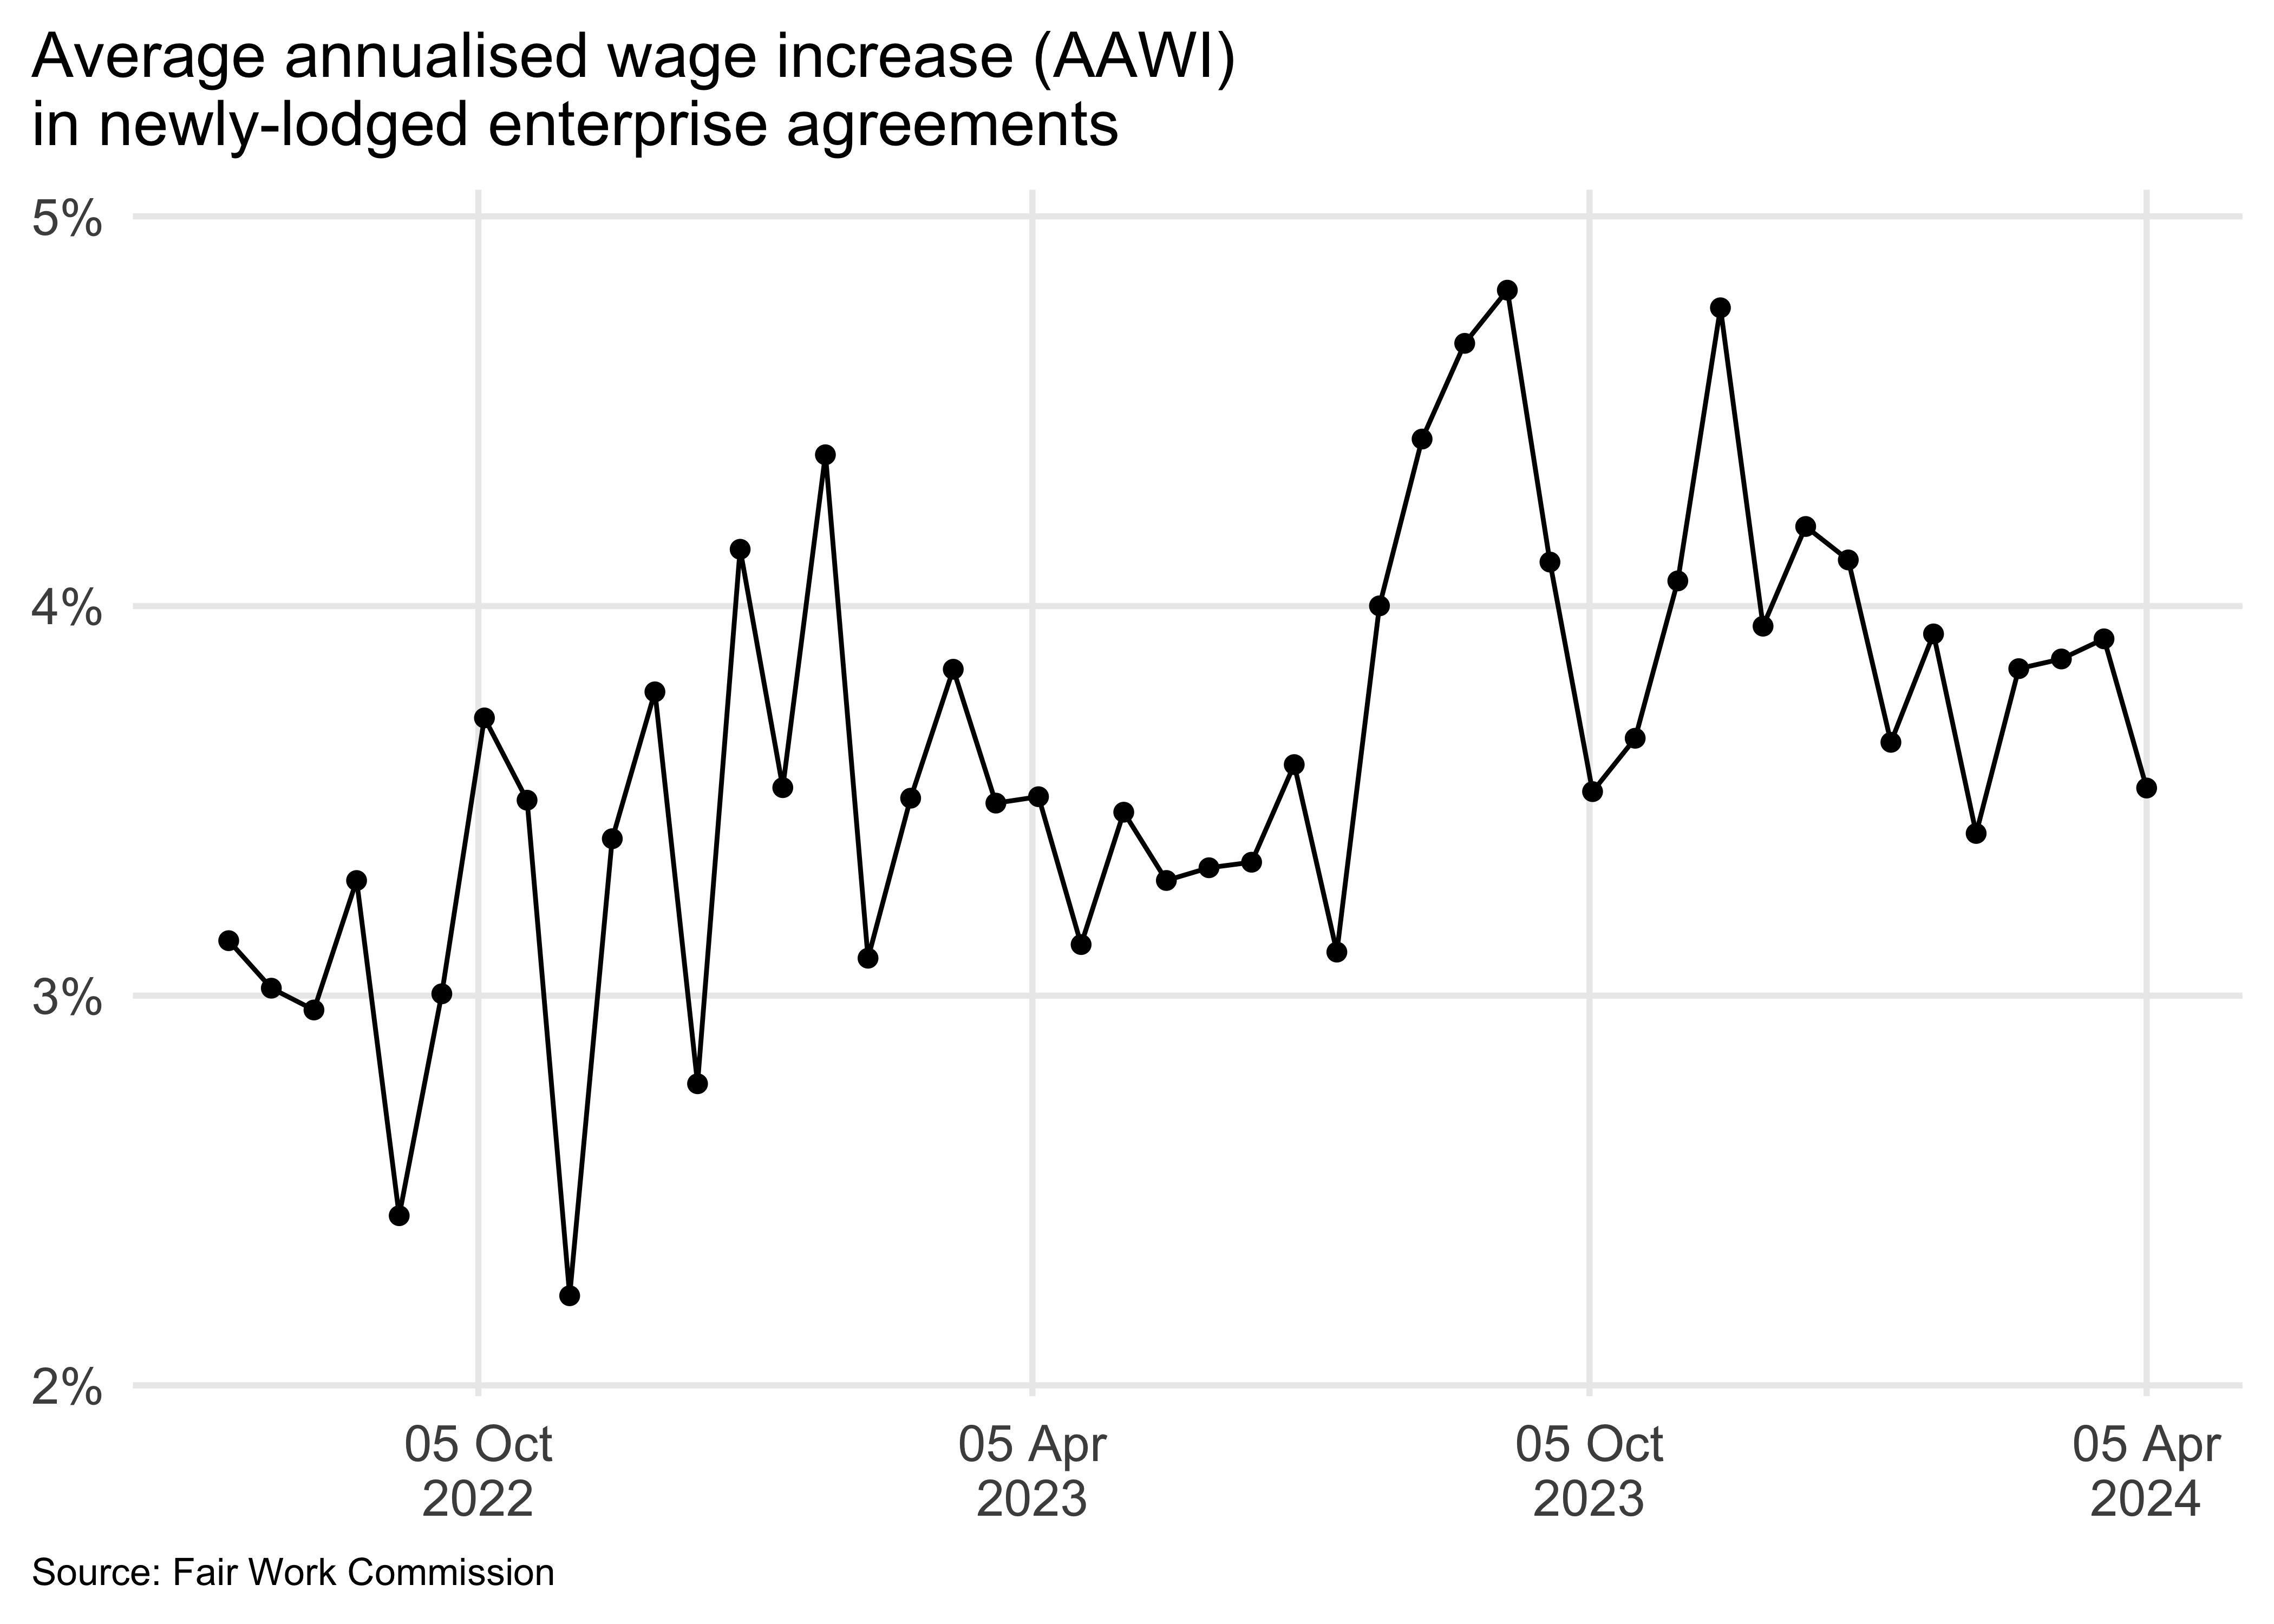 Average annualised wage increase (AAWI)
in newly-lodged enterprise agreements
5%
4%
3%
2%
05 Oct
2022
05 Apr
2023
05 Oct
2023
05 Apr
2024
Source: Fair Work Commission